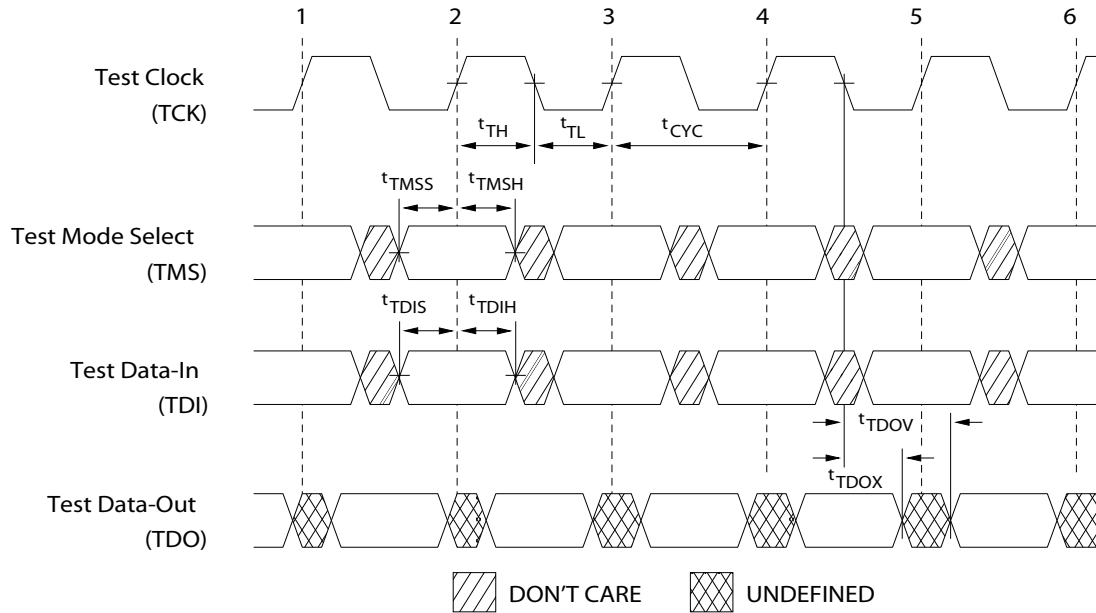 1 2 3 4 5 6
Test Clock
(TCK)
tTH tTL tCYC
tTMSS tTMSH
Test Mode Select
(TMS)
tTDIS tTDIH
Test Data-In
(TDI)
tTDOV
tTDOX
Test Data-Out
(TDO)
DON'T CARE UNDEFINED